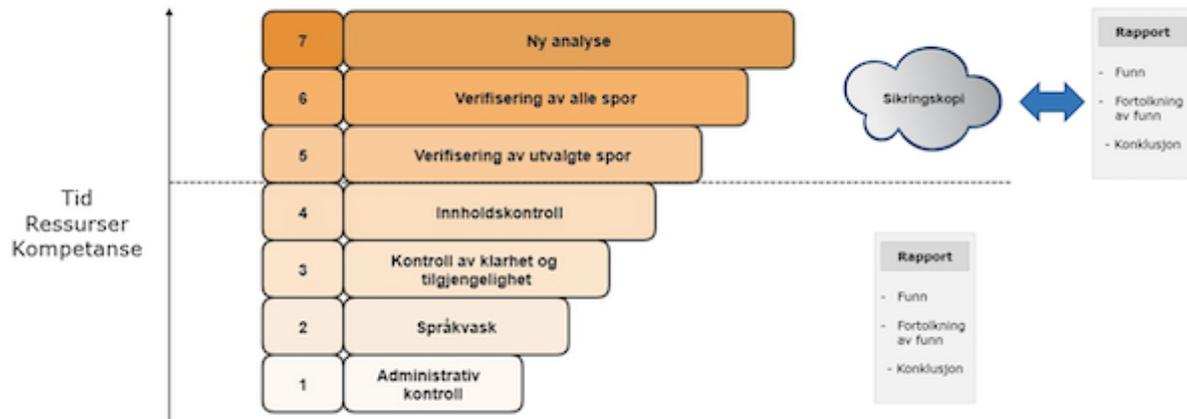 Tid
Ressurser
Kompetanse
7
Ny analyse
6
Verifisering av alle spor
5
Verifisering av utvalgte spor
4
Innholdskontroll
3
Kontroll av klarhet og
tilgjengelighet
2
Språkvask
1
Administrativ
kontroll
Sikringskopi
Rapport
- Funn
- Fortolkning
av funn
- Konklusjon
Rapport
- Funn
- Fortolkning
av funn
- Konklusjon